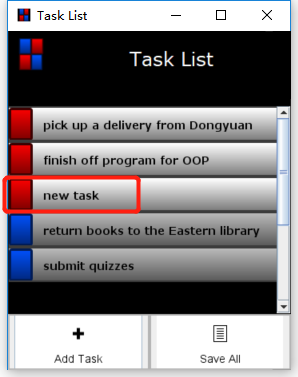 Task List
Task List
pick up a delivery from Dongyuan
finish off program for OOP
new task
return books to the Eastern library
submit quizzes
Add Task
Save All